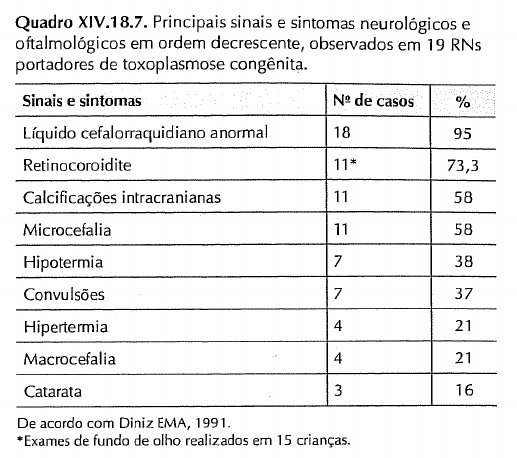 Quadro XIV.18.7. Principais sinais e sintomas neurológicos e
oftalmológicos em ordem decrescente, observados em 19 RNs
portadores de toxoplasmose congênita.
Sinais e sintomas Nº de casos %
Líquido cefalorraquidiano anormal 18 95
Retinocoroidite 11* 73,3
Calcificações intracranianas 11 58
Microcefalia 11 58
Hipotermia 7 38
Convulsões 7 37
Hipertermia 4 21
Macrocefalia 4 21
Catarata 3 16
De acordo com Diniz EMA, 1991.
*Exames de fundo de olho realizados em 15 crianças.